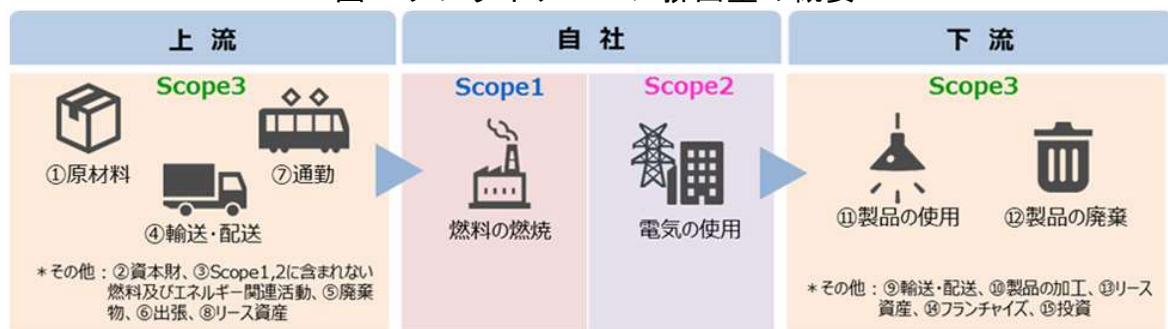 上 流
自 社
下 流
Scope3
①原材料
⑦通勤
④輸送・配送
*その他：②資本財、③Scope1,2に含まれない
燃料及びエネルギー関連活動、⑤廃棄
物、⑥出張、⑧リース資産
Scope1
燃料の燃焼
Scope2
電気の使用
Scope3
⑪製品の使用
⑫製品の廃棄
*その他：⑨輸送・配送、⑩製品の加工、⑬リース
資産、⑭フランチャイズ、⑮投資